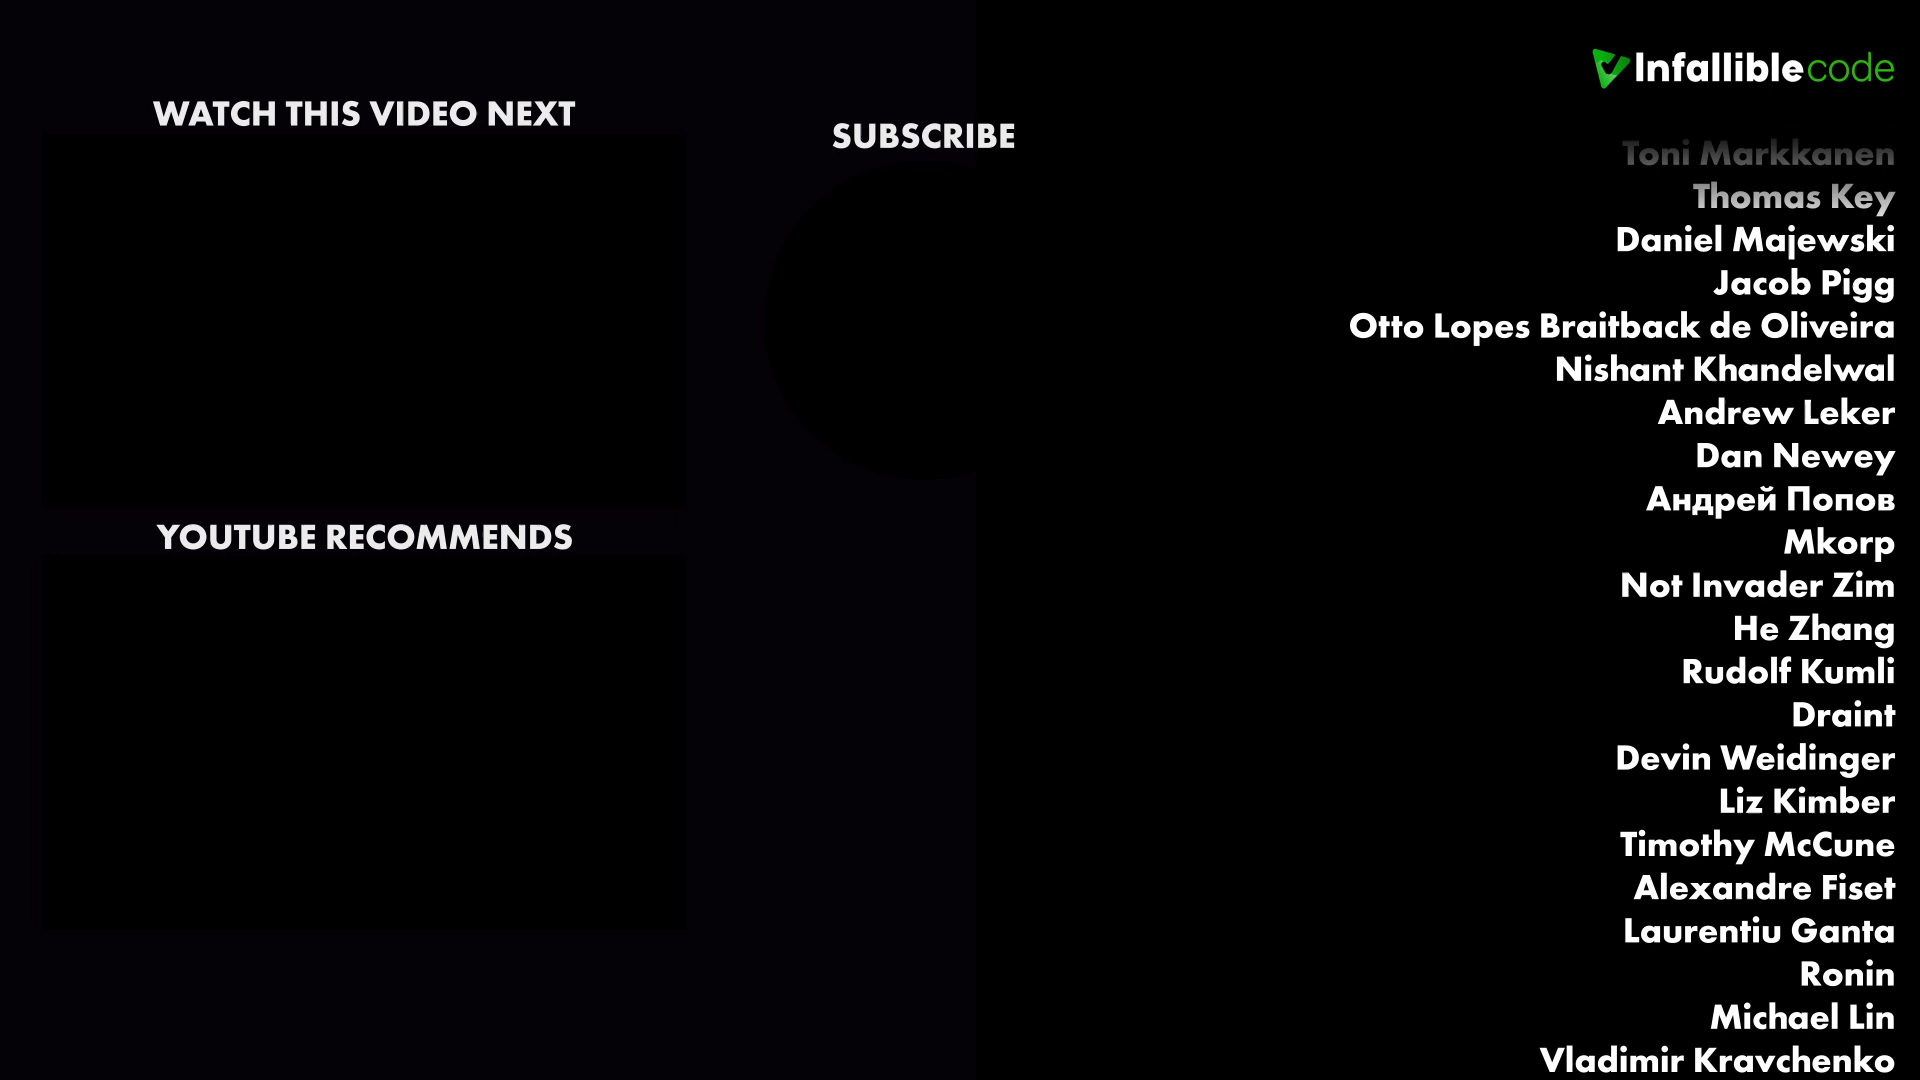 WATCH THIS VIDEO NEXT
YOUTUBE RECOMMENDS
SUBSCRIBE
Infalliblecode
Toni Markkanen
Thomas Key
Daniel Majewski
Jacob Pigg
Otto Lopes Braitback de Oliveira
Nishant Khandelwal
Andrew Leker
Dan Newey
Андрей Попов
Mkorp
Not Invader Zim
He Zhang
Rudolf Kumli
Draint
Devin Weidinger
Liz Kimber
Timothy McCune
Alexandre Fiset
Laurentiu Ganta
Ronin
Michael Lin
Vladimir Kravchenko